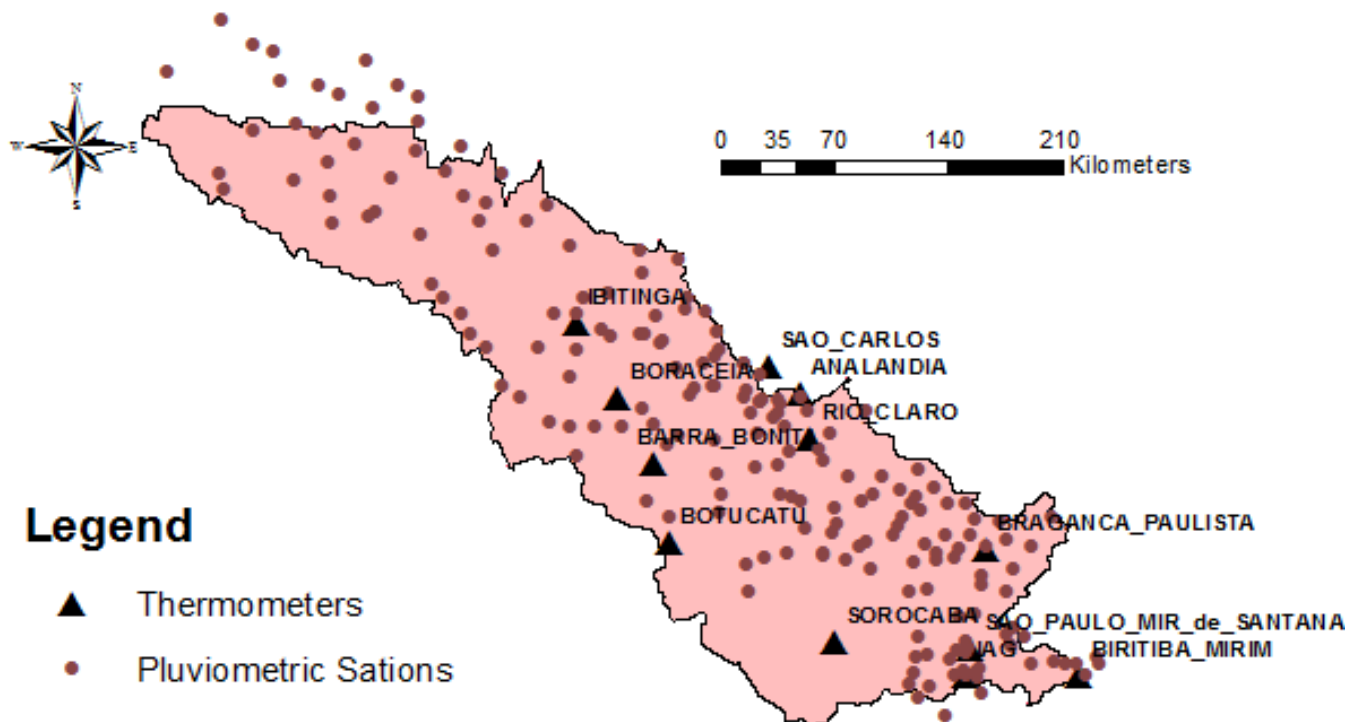 N
W E
S
0 35 70 140 210
Kilometers
IBITINGA
SAO_CARLOS
BORACEIA
ANALANDIA
RIO_CLARO
BARRA_BONIT
BOTUCATU
BRAGANCA_PAULISTA
SOROCABA
SAO_PAULO_MIR_de_SANTANA
IAG
BIRITIBA_MIRIM
Legend
Thermometers
Pluviometric Sations